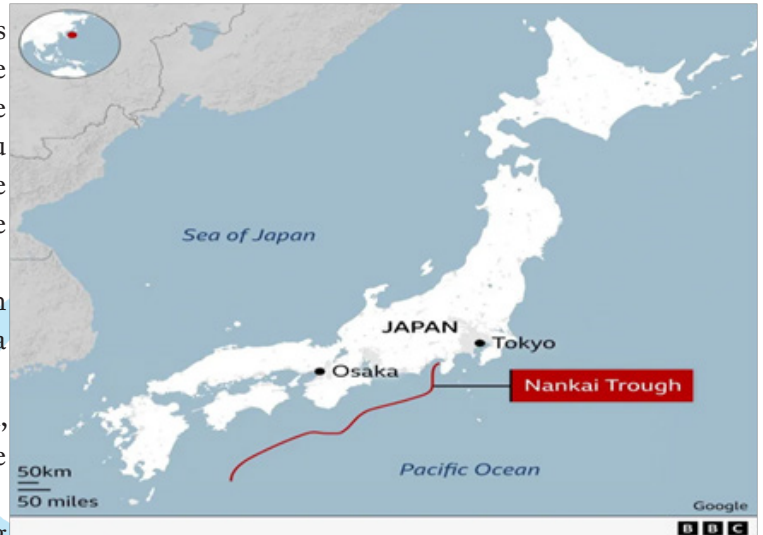 Sea of Japan
JAPAN
Tokyo
Osaka
Nankai Trough
Pacific Ocean
50km
50 miles
Google
BBC